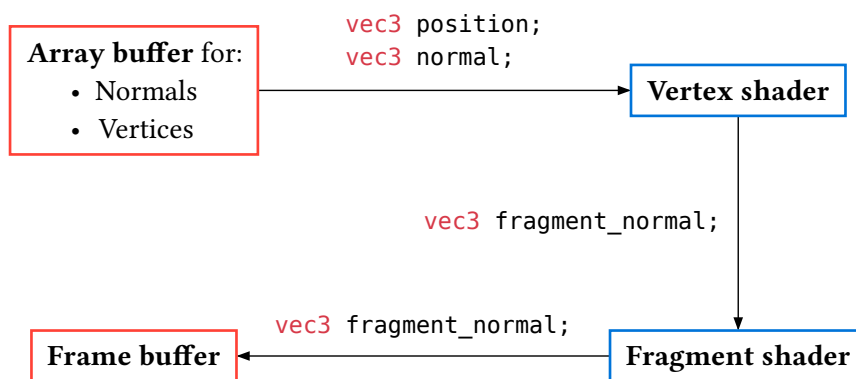 vec3 position;
vec3 normal;
Array buffer for:
• Normals
• Vertices
Vertex shader
vec3 fragment_normal;
vec3 fragment_normal;
Frame buffer
Fragment shader